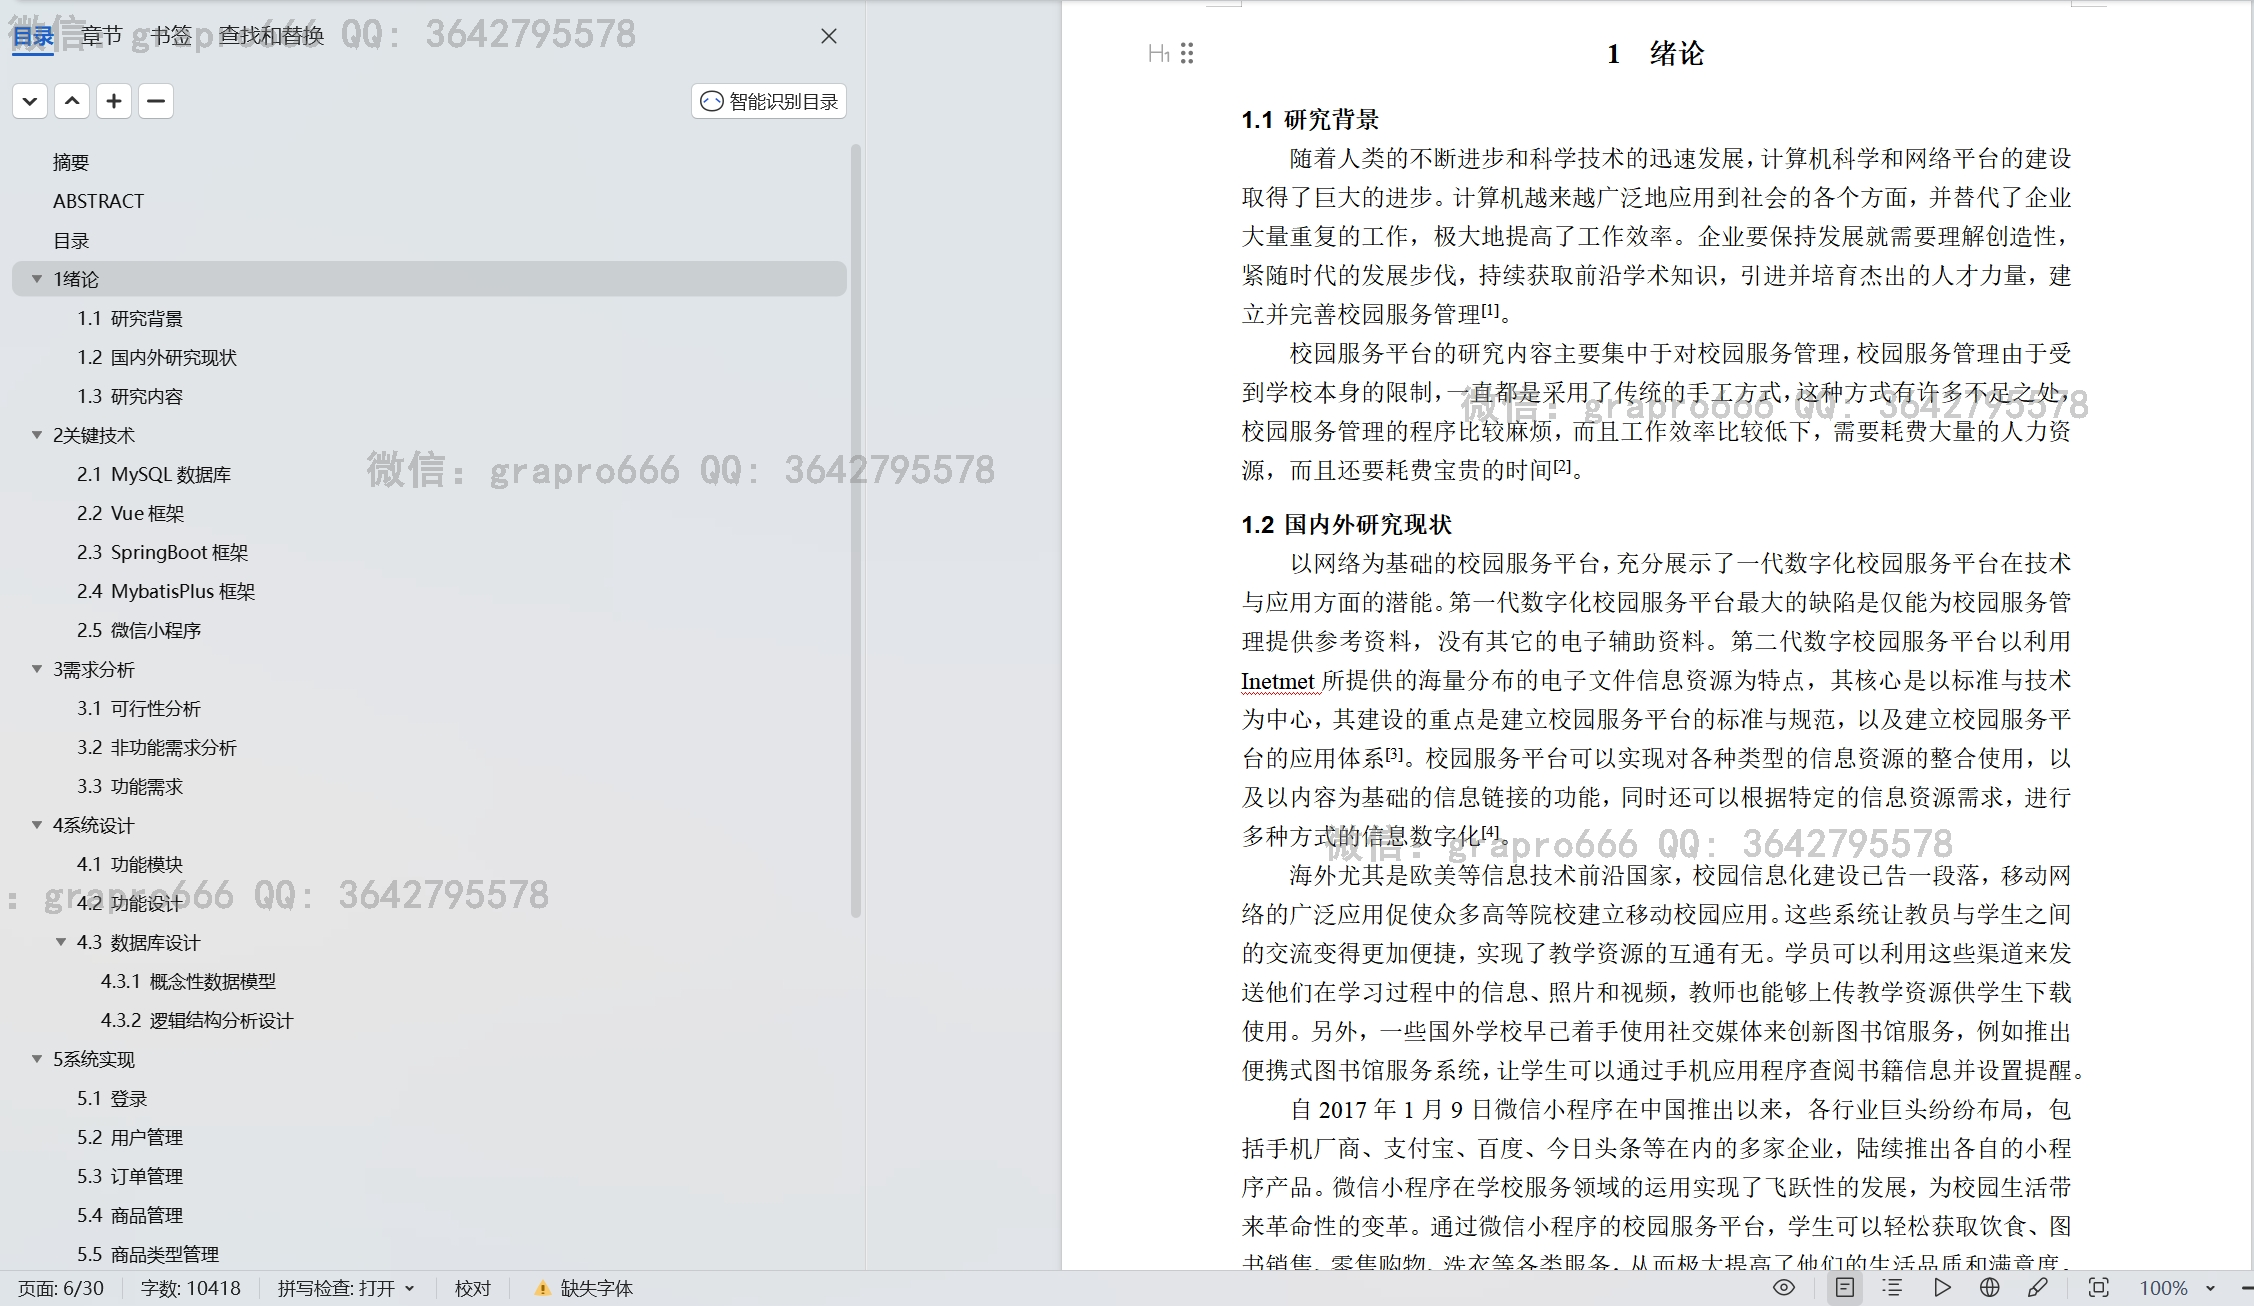 目录 章节 书签 查找和替换
微信: grapro666 QQ: 3642795578
智能识别目录
摘要
ABSTRACT
目录
1绪论
1.1 研究背景
1.2 国内外研究现状
1.3 研究内容
2关键技术
2.1 MySQL 数据库
2.2 Vue 框架
2.3 SpringBoot 框架
2.4 MybatisPlus 框架
2.5 微信小程序
3需求分析
3.1 可行性分析
3.2 非功能需求分析
3.3 功能需求
4系统设计
4.1 功能模块
4.2 功能设计
4.3 数据库设计
4.3.1 概念性数据模型
4.3.2 逻辑结构分析设计
5系统实现
5.1 登录
5.2 用户管理
5.3 订单管理
5.4 商品管理
5.5 商品类型管理
微信: grapro666 QQ: 3642795578
: grapro666 QQ: 3642795578
H1
1 绪论
1.1 研究背景
随着人类的不断进步和科学技术的迅速发展，计算机科学和网络平台的建设
取得了巨大的进步。计算机越来越广泛地应用到社会的各个方面，并替代了企业
大量重复的工作，极大地提高了工作效率。企业要保持发展就需要理解创造性，
紧随时代的发展步伐，持续获取前沿学术知识，引进并培育杰出的人才力量，建
立并完善校园服务管理[1]。
校园服务平台的研究内容主要集中于对校园服务管理，校园服务管理由于受
到学校本身的限制，一直都是采用了传统的手工方式，这种方式有许多不足之处，
校园服务管理的程序比较麻烦，而且工作效率比较低下，需要耗费大量的人力资
源，而且还要耗费宝贵的时间[2]。
微信: grapro666 QQ: 3642795578
1.2 国内外研究现状
以网络为基础的校园服务平台，充分展示了一代数字化校园服务平台在技术
与应用方面的潜能。第一代数字化校园服务平台最大的缺陷是仅能为校园服务管
理提供参考资料，没有其它的电子辅助资料。第二代数字校园服务平台以利用
Inetmet 所提供的海量分布的电子文件信息资源为特点，其核心是以标准与技术
为中心，其建设的重点是建立校园服务平台的标准与规范，以及建立校园服务平
台的应用体系[3]。校园服务平台可以实现对各种类型的信息资源的整合使用，以
及以内容为基础的信息链接的功能，同时还可以根据特定的信息资源需求，进行
多种方式的信息数字化[4]。
微信: grapro666 QQ: 3642795578
海外尤其是欧美等信息技术前沿国家，校园信息化建设已告一段落，移动网
络的广泛应用促使众多高等院校建立移动校园应用。这些系统让教员与学生之间
的交流变得更加便捷，实现了教学资源的互通有无。学员可以利用这些渠道来发
送他们在学习过程中的信息、照片和视频，教师也能够上传教学资源供学生下载
使用。另外，一些国外学校早已着手使用社交媒体来创新图书馆服务，例如推出
便携式图书馆服务系统，让学生可以通过手机应用程序查阅书籍信息并设置提醒。
自 2017 年 1 月 9 日微信小程序在中国推出以来，各行业巨头纷纷布局，包
括手机厂商、支付宝、百度、今日头条等在内的多家企业，陆续推出各自的小程
序产品。微信小程序在学校服务领域的运用实现了飞跃性的发展，为校园生活带
来革命性的变革。通过微信小程序的校园服务平台，学生可以轻松获取饮食、图
书销售、零售购物、洗衣等各类服务，从而极大提高了他们的生活品质和满意度。
页面: 6/30 字数: 10418 拼写检查: 打开 校对 缺失字体 100%